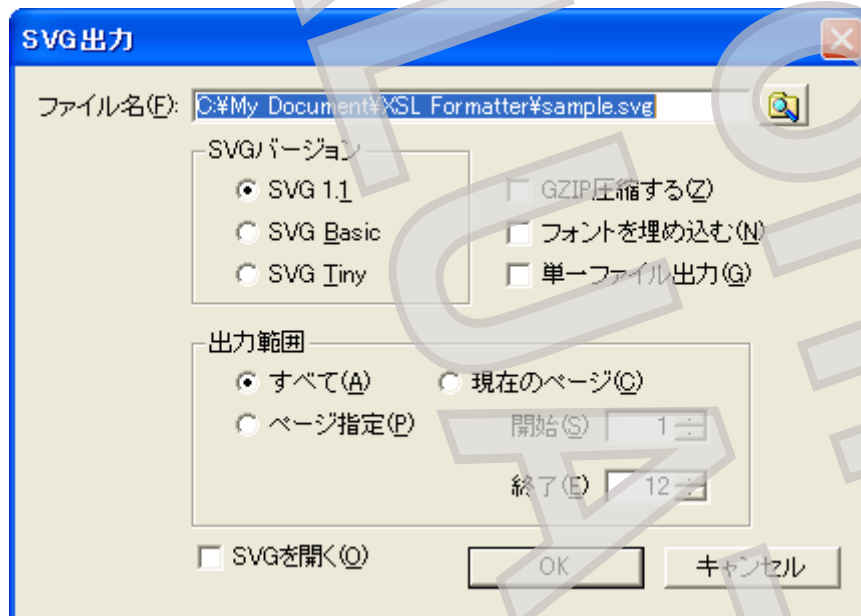 SVG出力
ファイル名(F): C:¥My Document¥XSL Formatter¥sample.svg
SVGバージョン
SVG 1.1
GZIP圧縮する(Z)
SVG Basic
フォントを埋め込む(N)
SVG Tiny
単一ファイル出力(G)
出力範囲
すべて(A)
現在のページ(C)
ページ指定(P)
開始(S) 1
終了(E) 12
SVGを開く(O)
OK
キャンセル